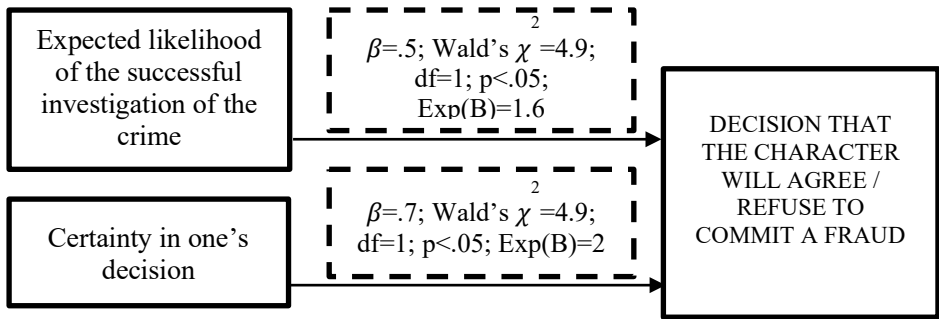 Expected likelihood
of the successful
investigation of the
crime
2
𝛽=.5; Wald's 𝜒 =4.9;
df=1; p<.05;
Exp(B)=1.6
Certainty in one's
decision
2
𝛽=.7; Wald's 𝜒 =4.9;
df=1; p<.05; Exp(B)=2
DECISION THAT
THE CHARACTER
WILL AGREE /
REFUSE TO
COMMIT A FRAUD